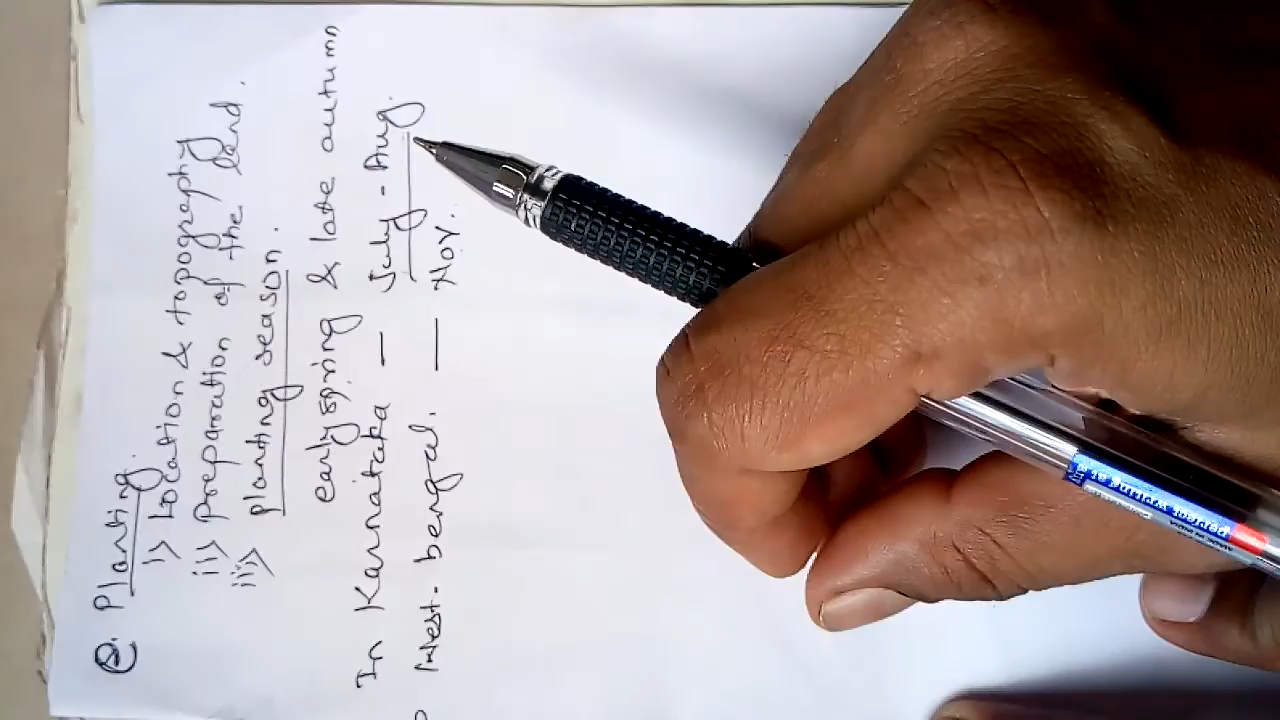 @. Planting.
i> Location & topography
ii> preparation of the land.
iii> planting season.
early spring & late autumn
In Karnataka — July - Aug.
West. bengal. — Nov.